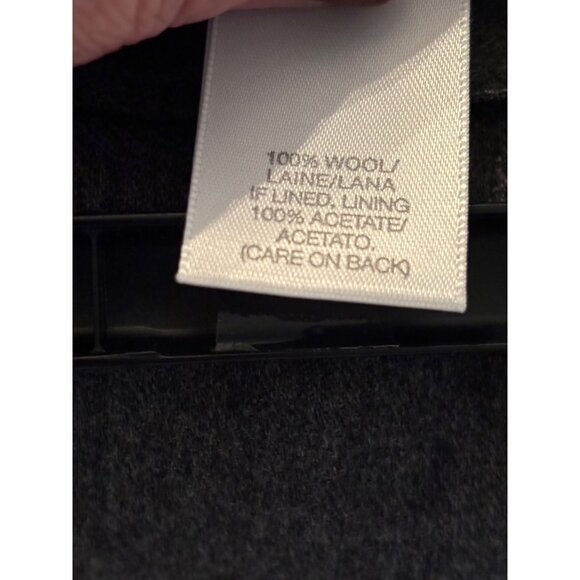 100% WOOL/
LAINE/LANA
IF LINED. LINING
100% ACETATE/
ACETATO.
(CARE ON BACK)